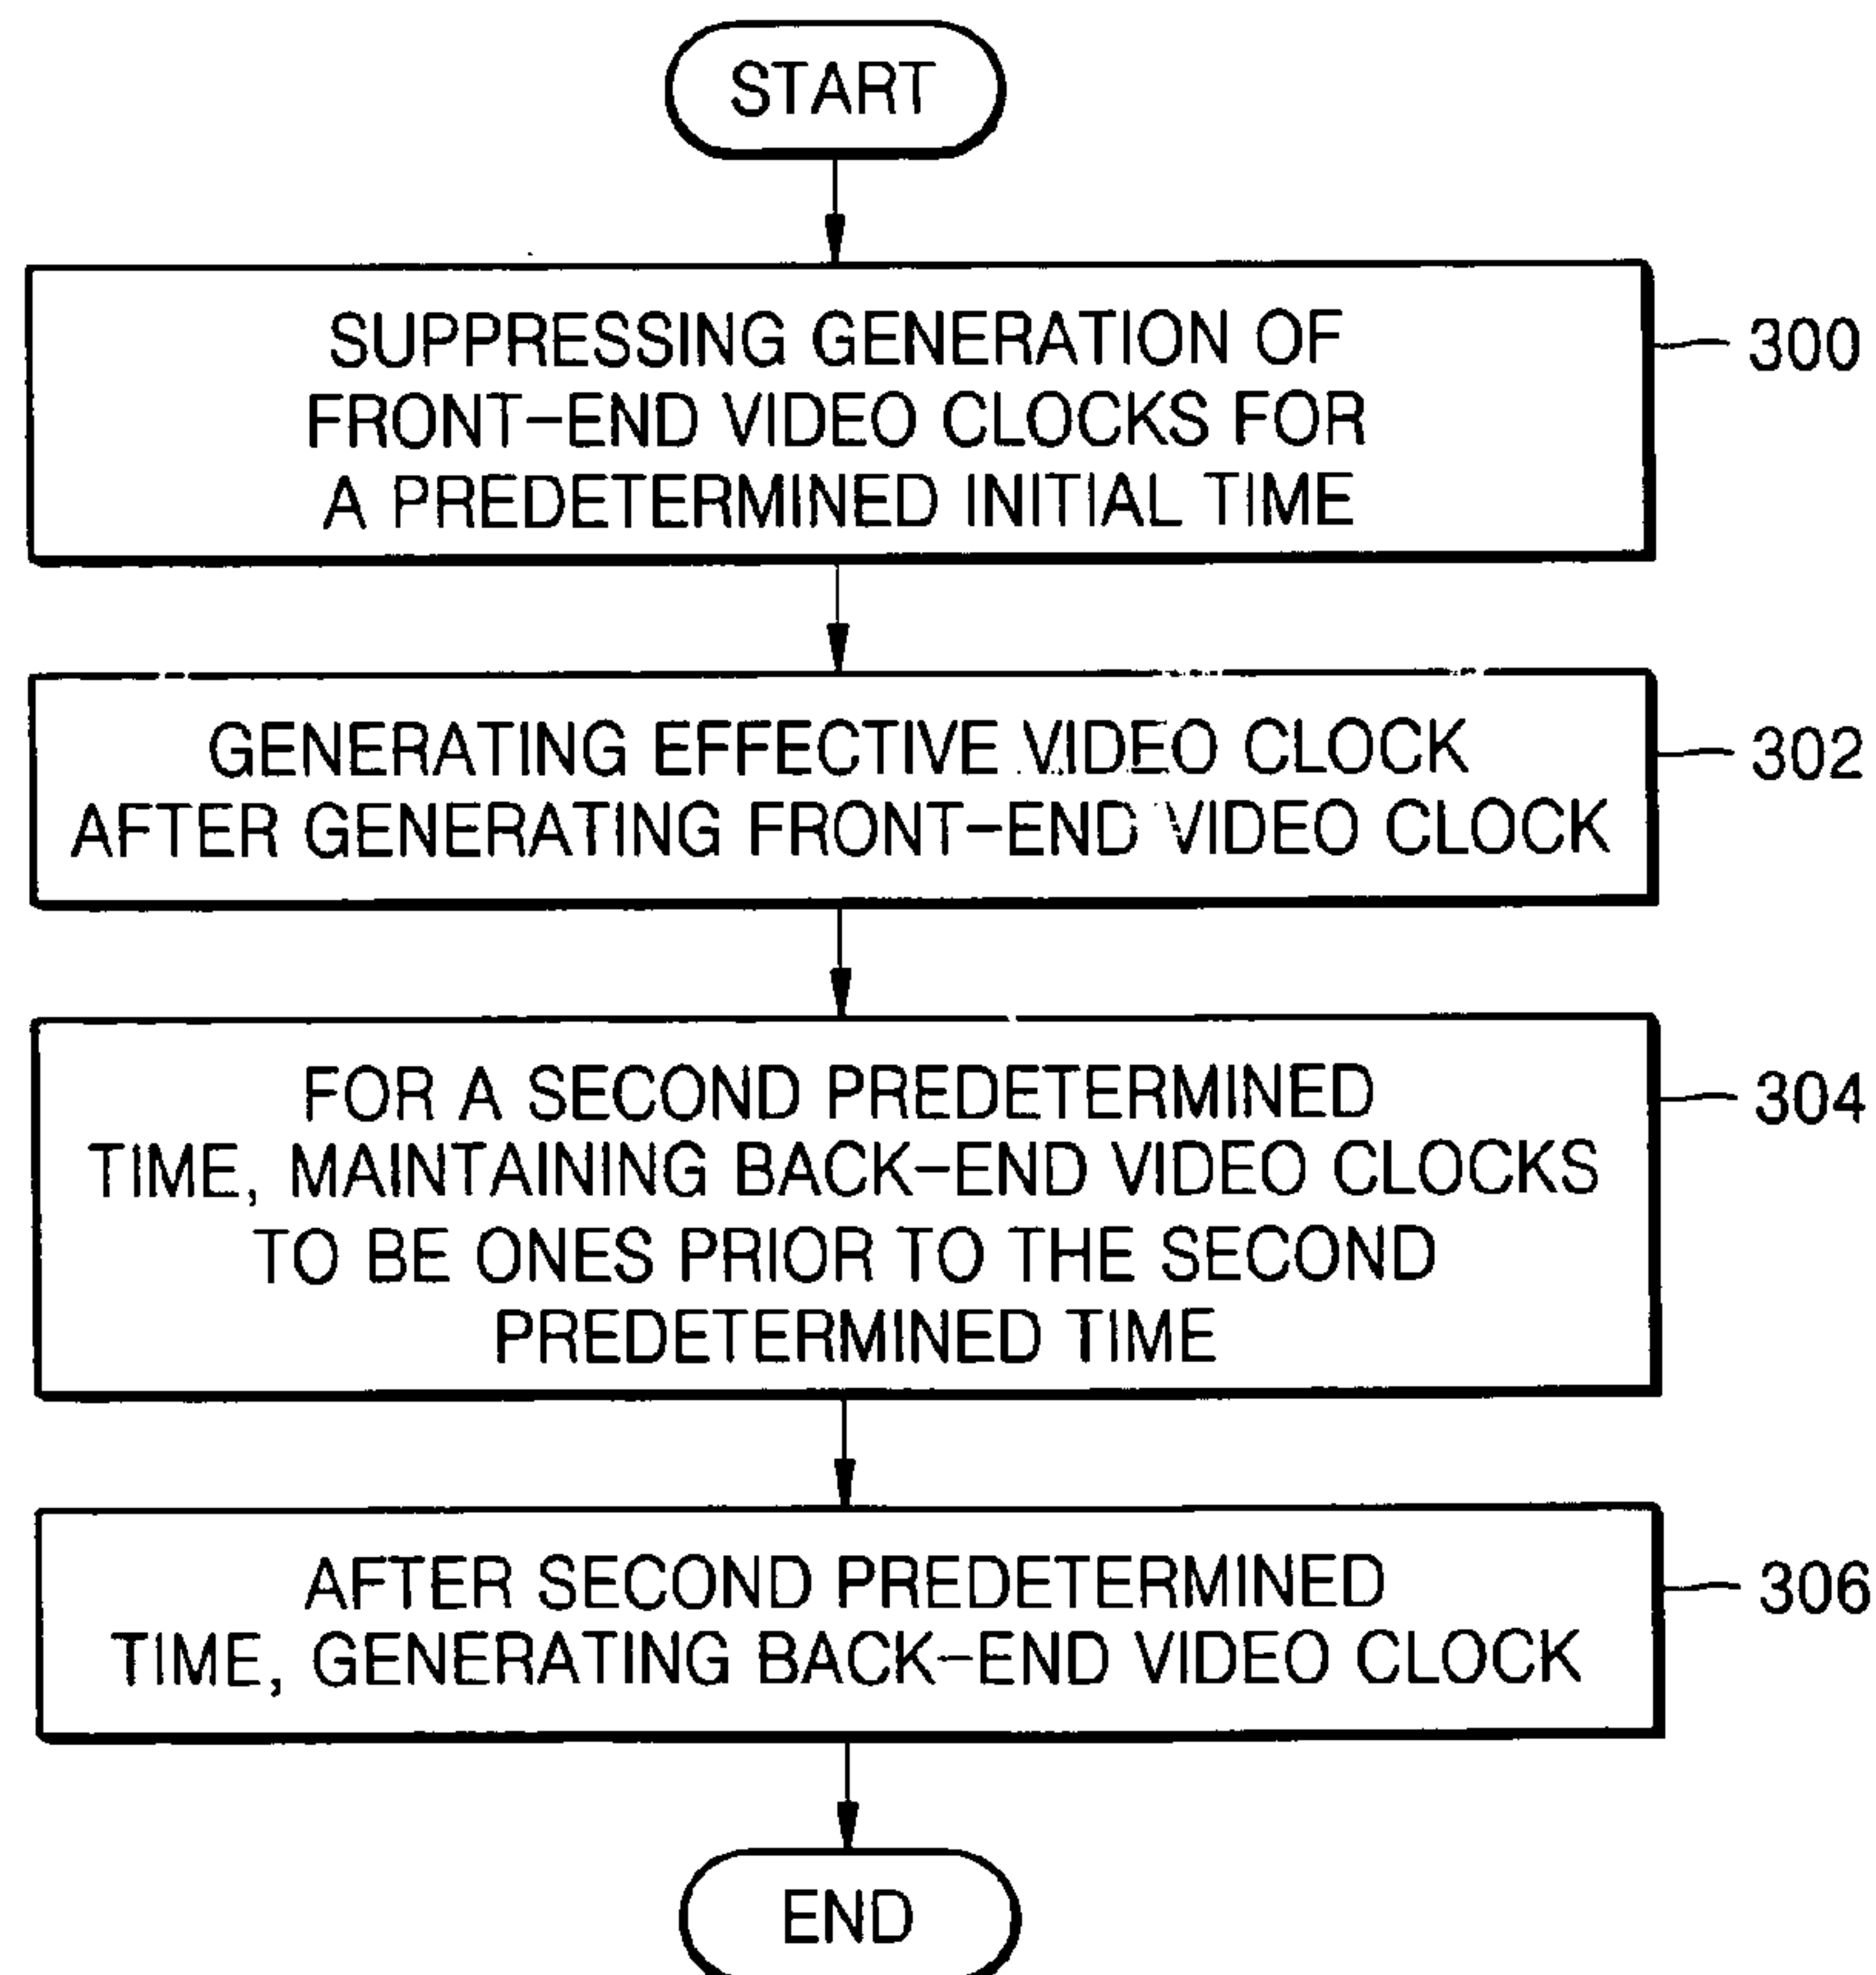 START
SUPPRESSING GENERATION OF
FRONT-END VIDEO CLOCKS FOR
A PREDETERMINED INITIAL TIME
300
GENERATING EFFECTIVE VIDEO CLOCK
AFTER GENERATING FRONT-END VIDEO CLOCK
302
FOR A SECOND PREDETERMINED
TIME, MAINTAINING BACK-END VIDEO CLOCKS
TO BE ONES PRIOR TO THE SECOND
PREDETERMINED TIME
304
AFTER SECOND PREDETERMINED
TIME, GENERATING BACK-END VIDEO CLOCK
306
END